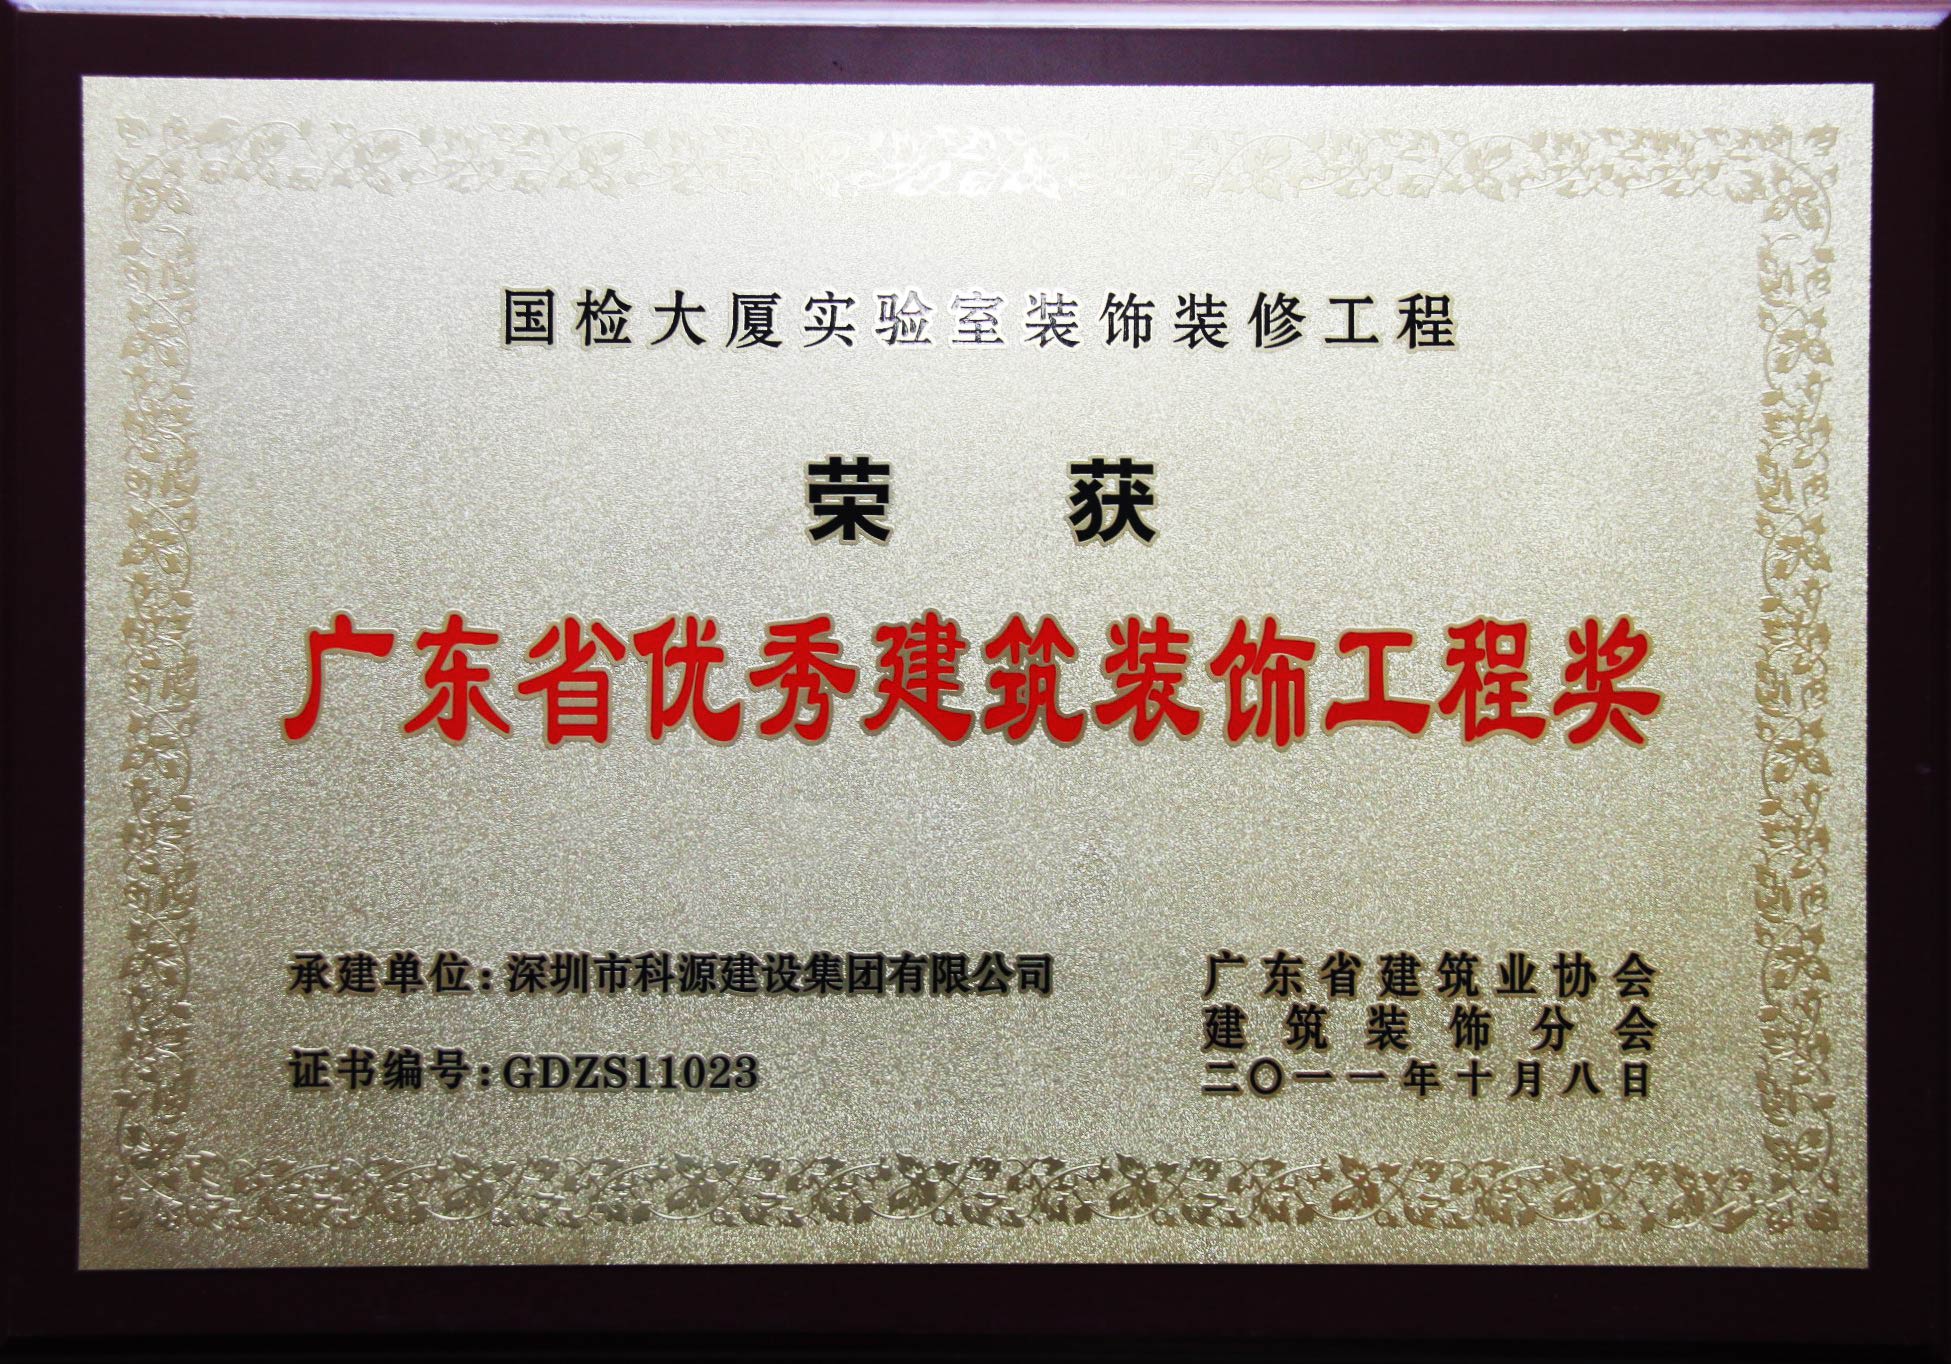 国检大厦实验室装饰装修工程
荣 获
广东省优秀建筑装饰工程奖
承建单位:深圳市科源建设集团有限公司
证书编号:GDZS11023
广东省建筑业协会
建筑装饰分会
二〇一一年十月八日